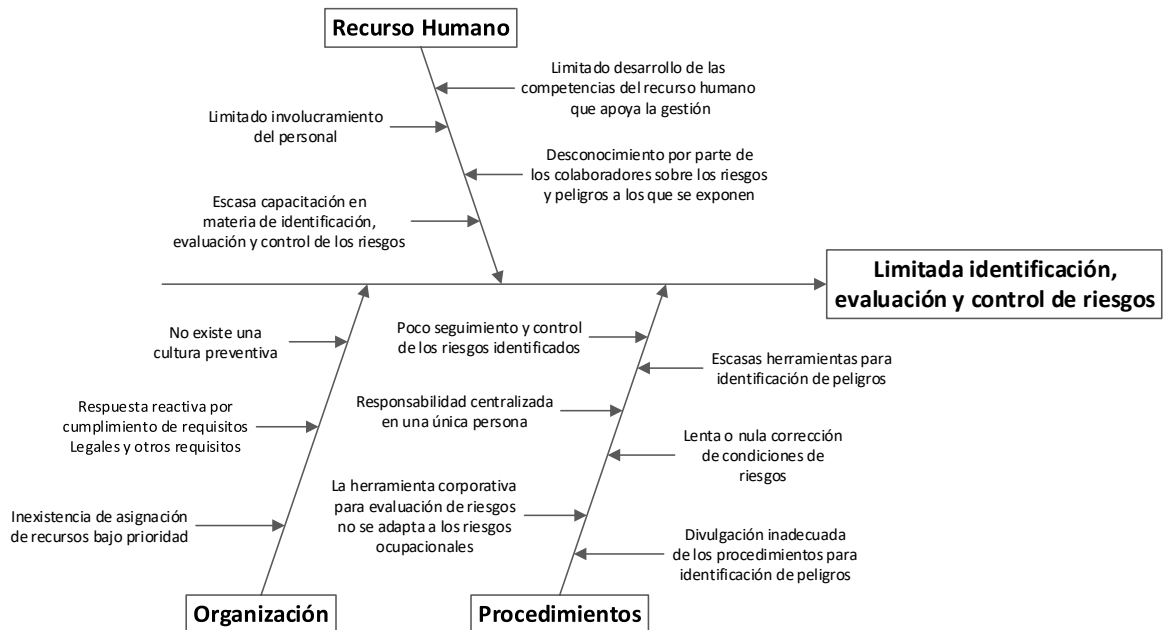 Recurso Humano
Limitado desarrollo de las
competencias del recurso humano
que apoya la gestión
Limitado involucramiento
del personal
Desconocimiento por parte de
los colaboradores sobre los riesgos
y peligros a los que se exponen
Escasa capacitación en
materia de identificación,
evaluación y control de los riesgos
Limitada identificación,
evaluación y control de riesgos
No existe una
cultura preventiva
Respuesta reactiva por
cumplimiento de requisitos
Legales y otros requisitos
Inexistencia de asignación
de recursos bajo prioridad
Organización
Poco seguimiento y control
de los riesgos identificados
Escasas herramientas para
identificación de peligros
Responsabilidad centralizada
en una única persona
Lenta o nula corrección
de condiciones de
riesgos
La herramienta corporativa
para evaluación de riesgos
no se adapta a los riesgos
ocupacionales
Divulgación inadecuada
de los procedimientos para
identificación de peligros
Procedimientos